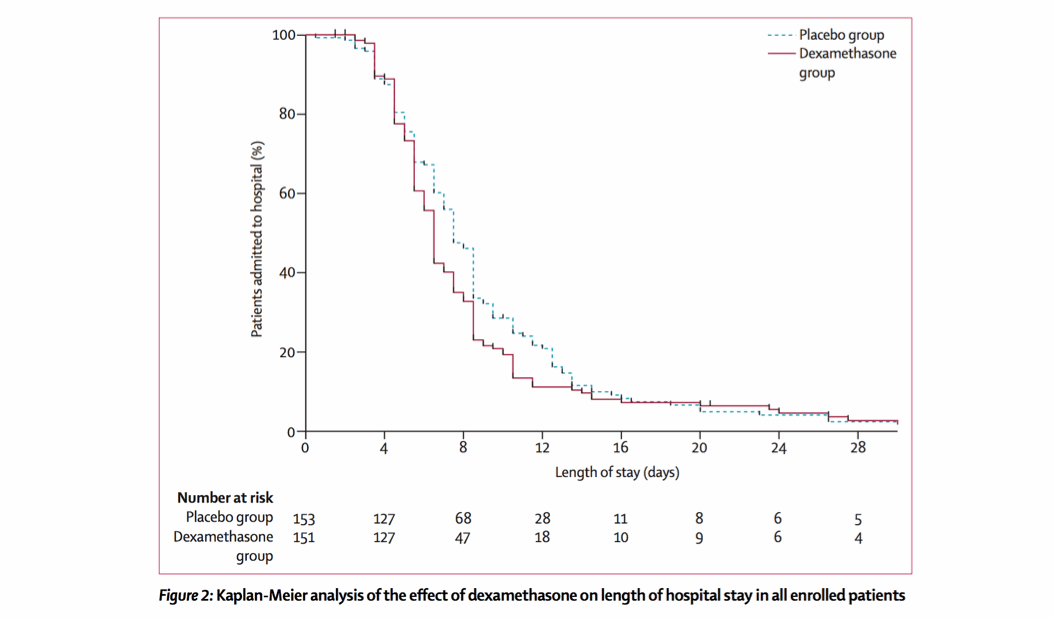 100
80
60
40
20
0
Patients admitted to hospital (%)
Placebo group
Dexamethasone
group
0 4 8 12 16 20 24 28
Length of stay (days)
Number at risk
Placebo group 153 127 68 28 11 8 6 5
Dexamethasone 151 127 47 18 10 9 6 4
group
Figure 2: Kaplan-Meier analysis of the effect of dexamethasone on length of hospital stay in all enrolled patients